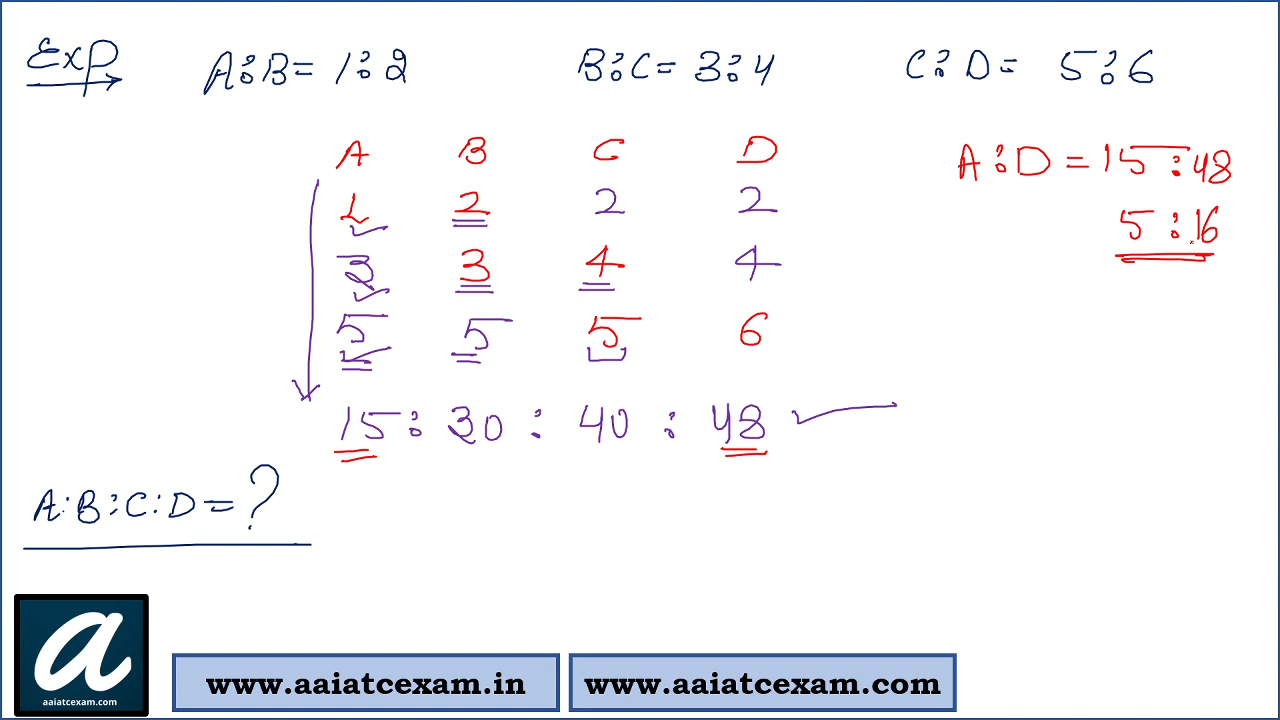 Exp A:B= 1:2 B:C= 3:4 C:D= 5:6
A B C D
1 2 2 2
3 3 4 4
5 5 5 6
15 : 30 : 40 : 48
A:D = 15:48
5:16
A:B:C:D= ?
a
aaiatcexam.com
www.aaiatcexam.in
www.aaiatcexam.com